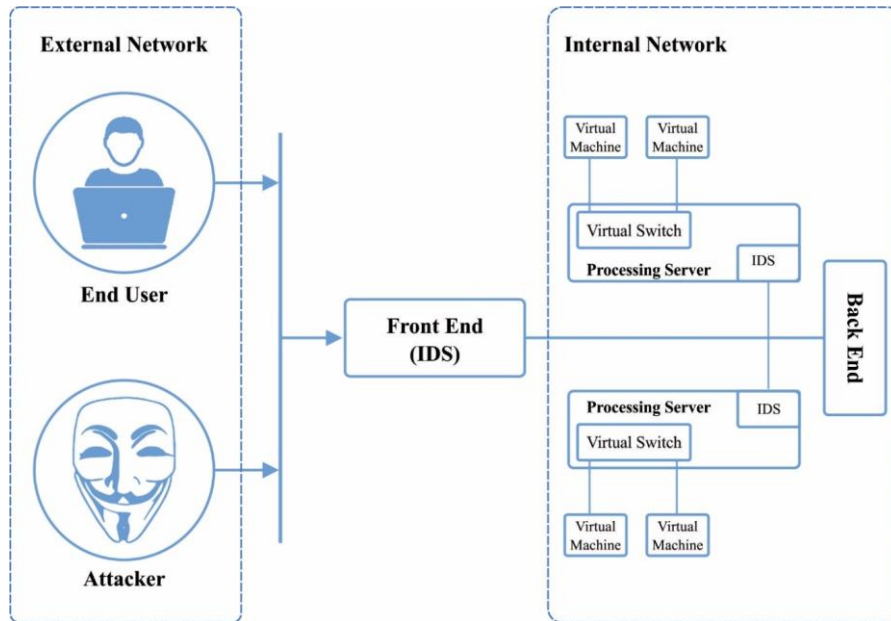 External Network
End User
Attacker
Front End
(IDS)
Internal Network
Virtual
Machine
Virtual
Machine
Virtual Switch
Processing Server
IDS
Back End
Processing Server
IDS
Virtual Switch
Virtual
Machine
Virtual
Machine